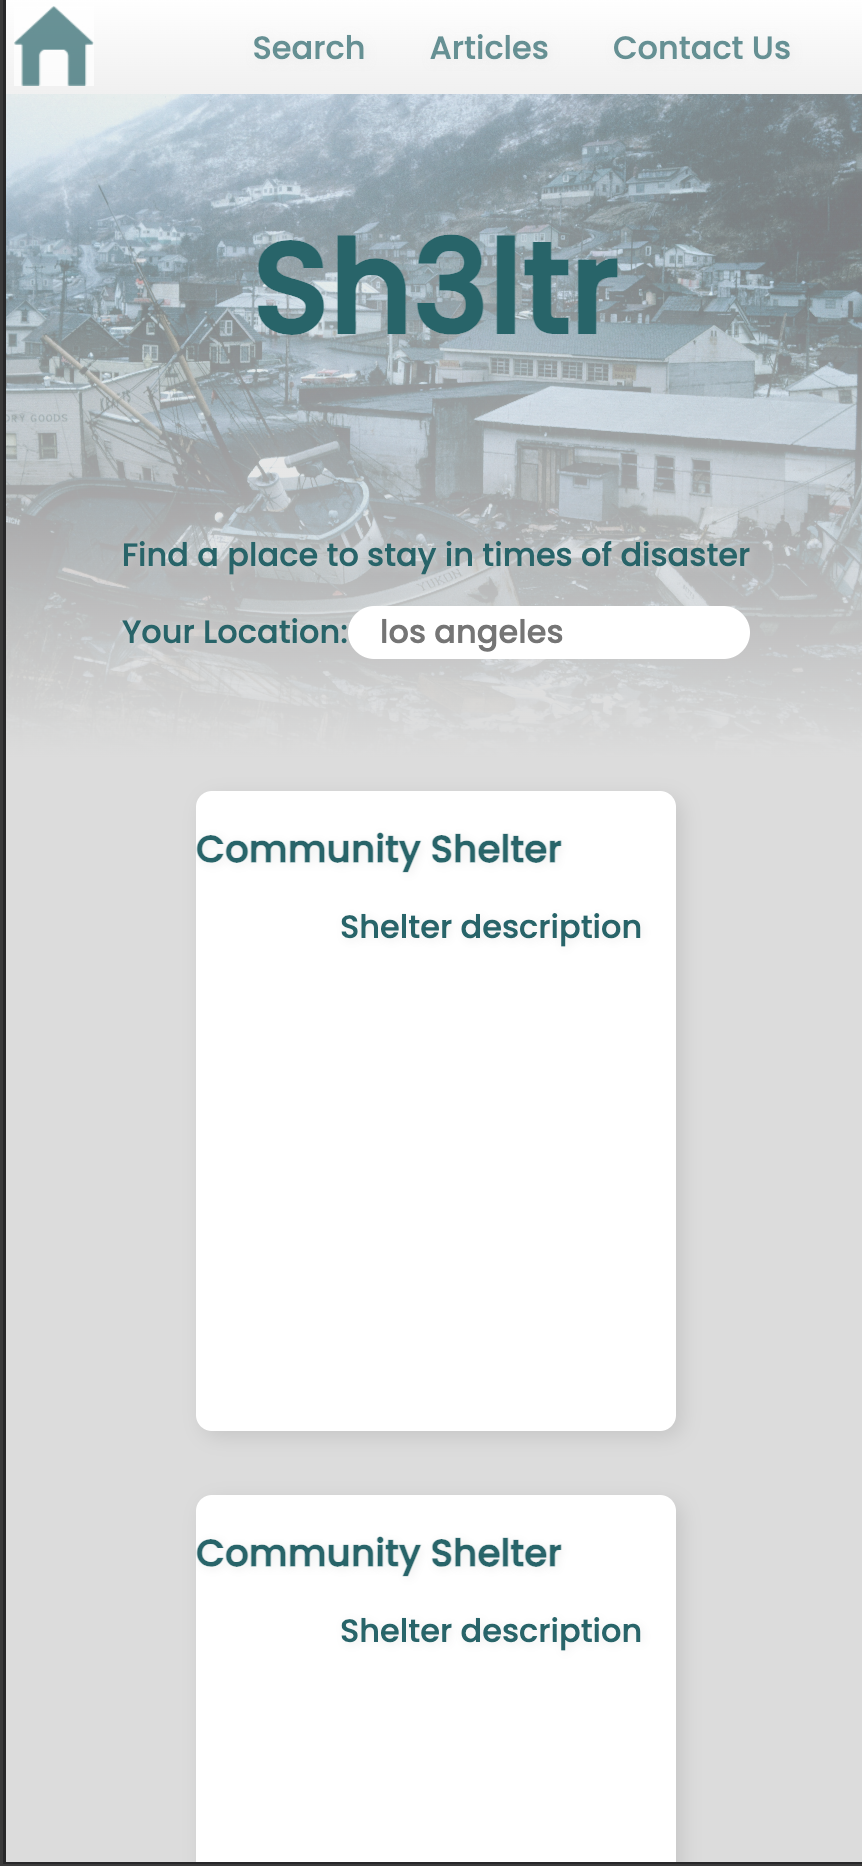 Search Articles Contact Us
Sh3ltr
DRY GOODS
Find a place to stay in times of disaster
YUKON
Your Location: los angeles
Community Shelter
Shelter description
Community Shelter
Shelter description